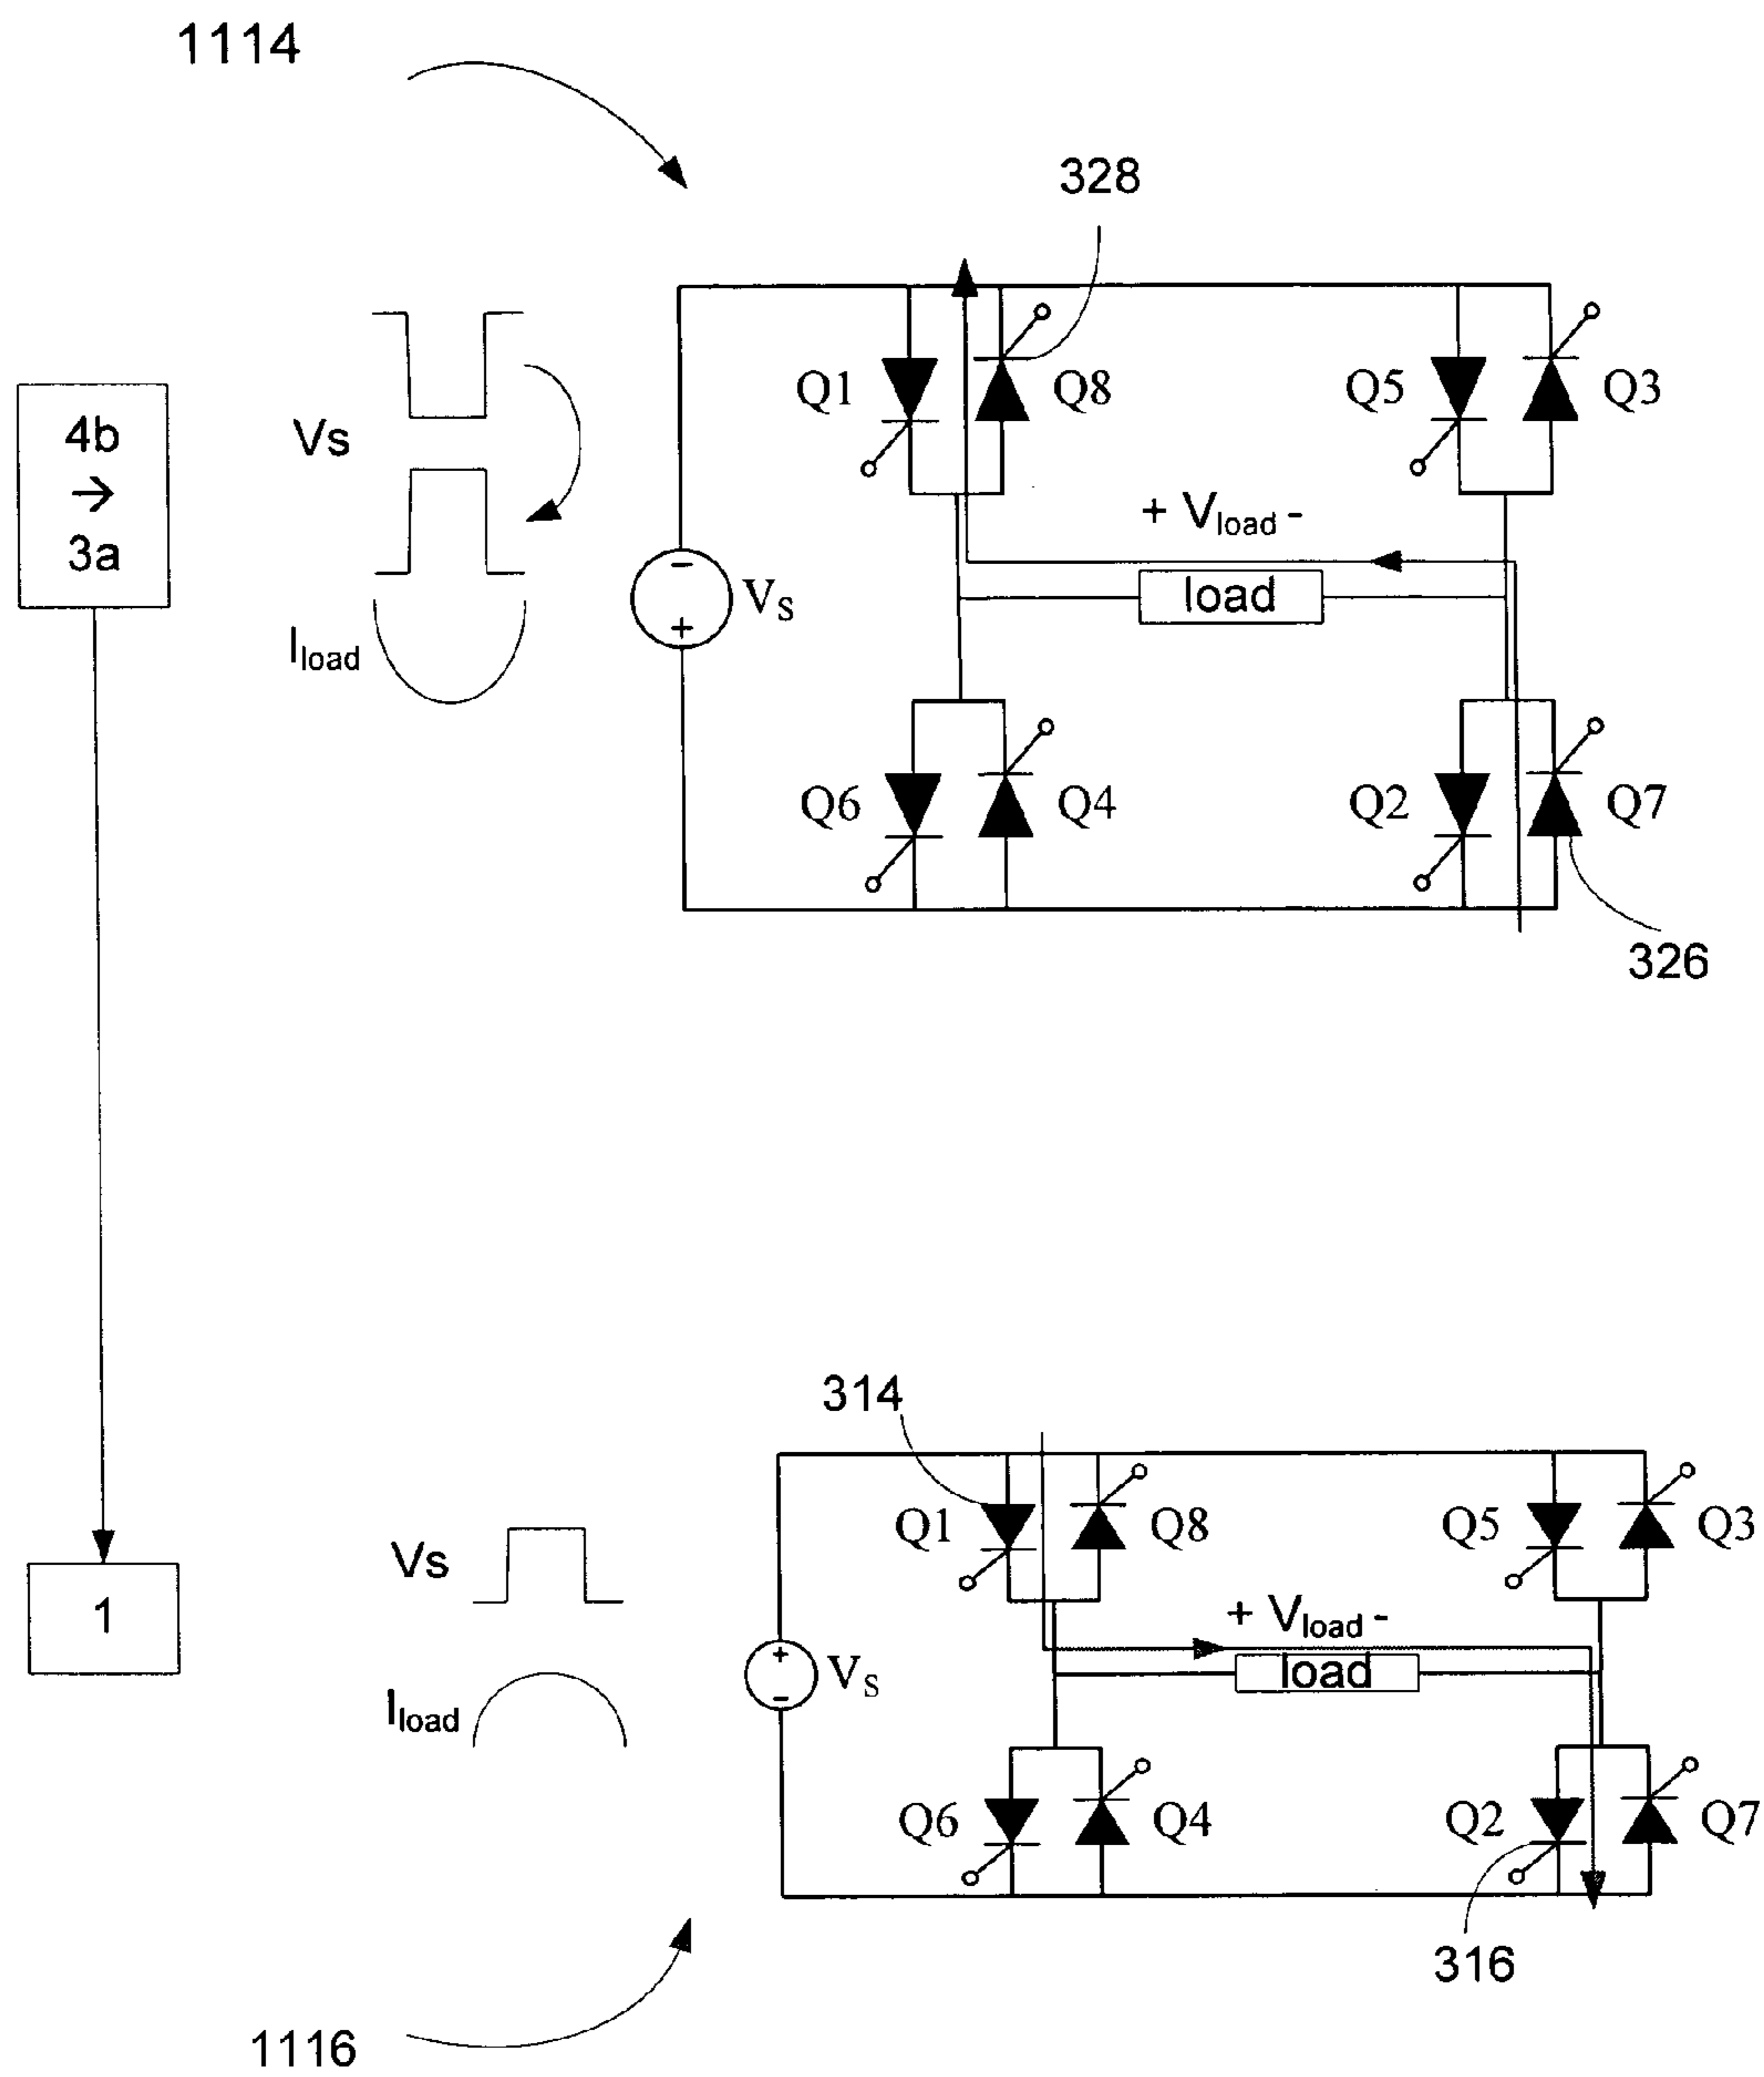 1114
328
Q1 Q8 Q5 Q3
4b
→
3a
Vs
+ Vload -
load
− + VS
Iload
Q6 Q4 Q2 Q7
326
314
Q1 Q8 Q5 Q3
Vs
1
+ Vload -
load
+ − VS
Iload
Q6 Q4 Q2 Q7
316
1116